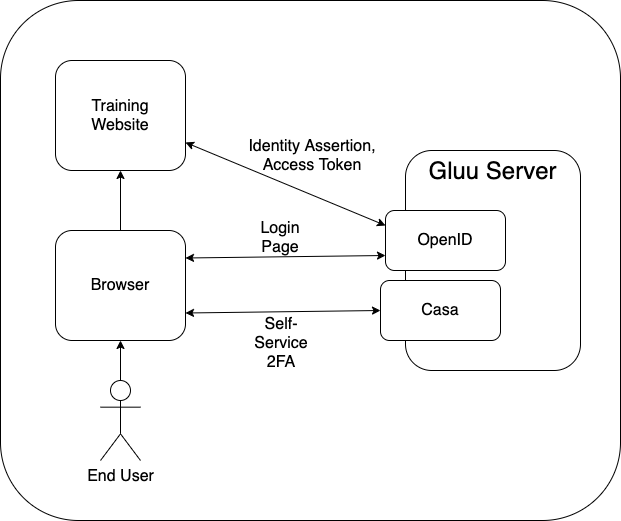 Training
Website
Identity Assertion,
Access Token
Gluu Server
OpenID
Login
Page
Browser
Casa
Self-
Service
2FA
End User